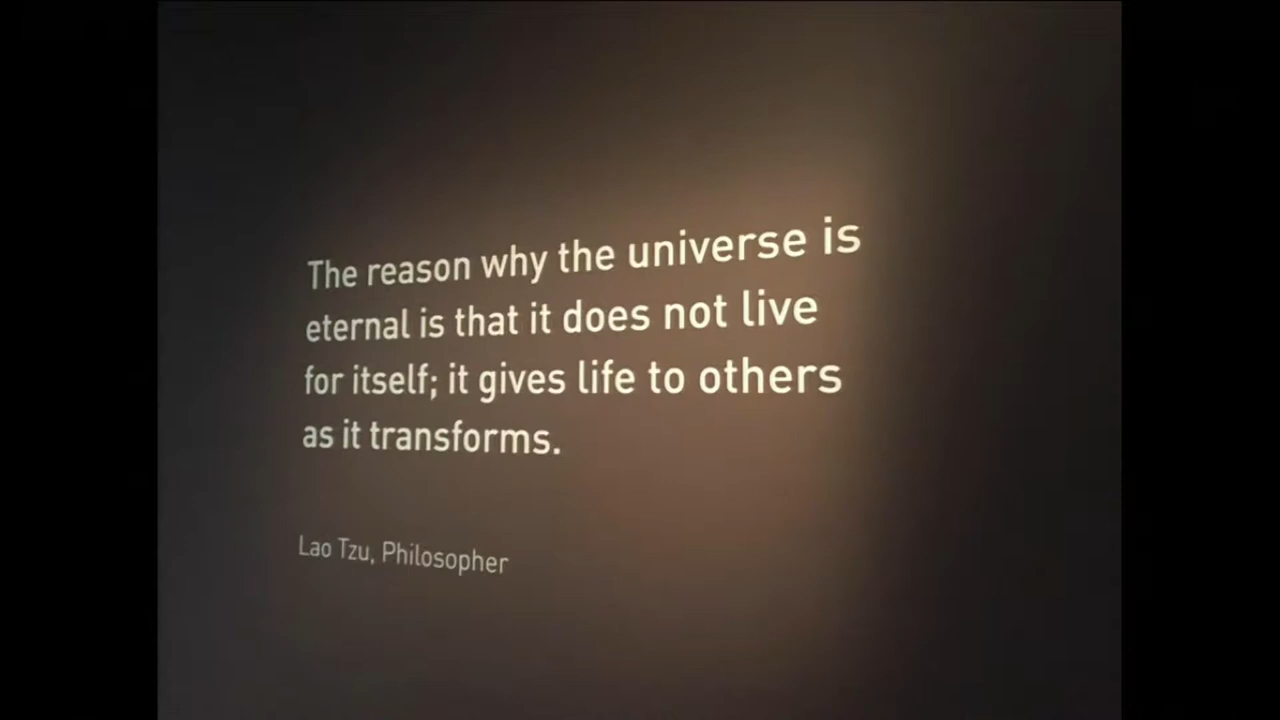 The reason why the universe is
eternal is that it does not live
for itself; it gives life to others
as it transforms.
Lao Tzu, Philosopher